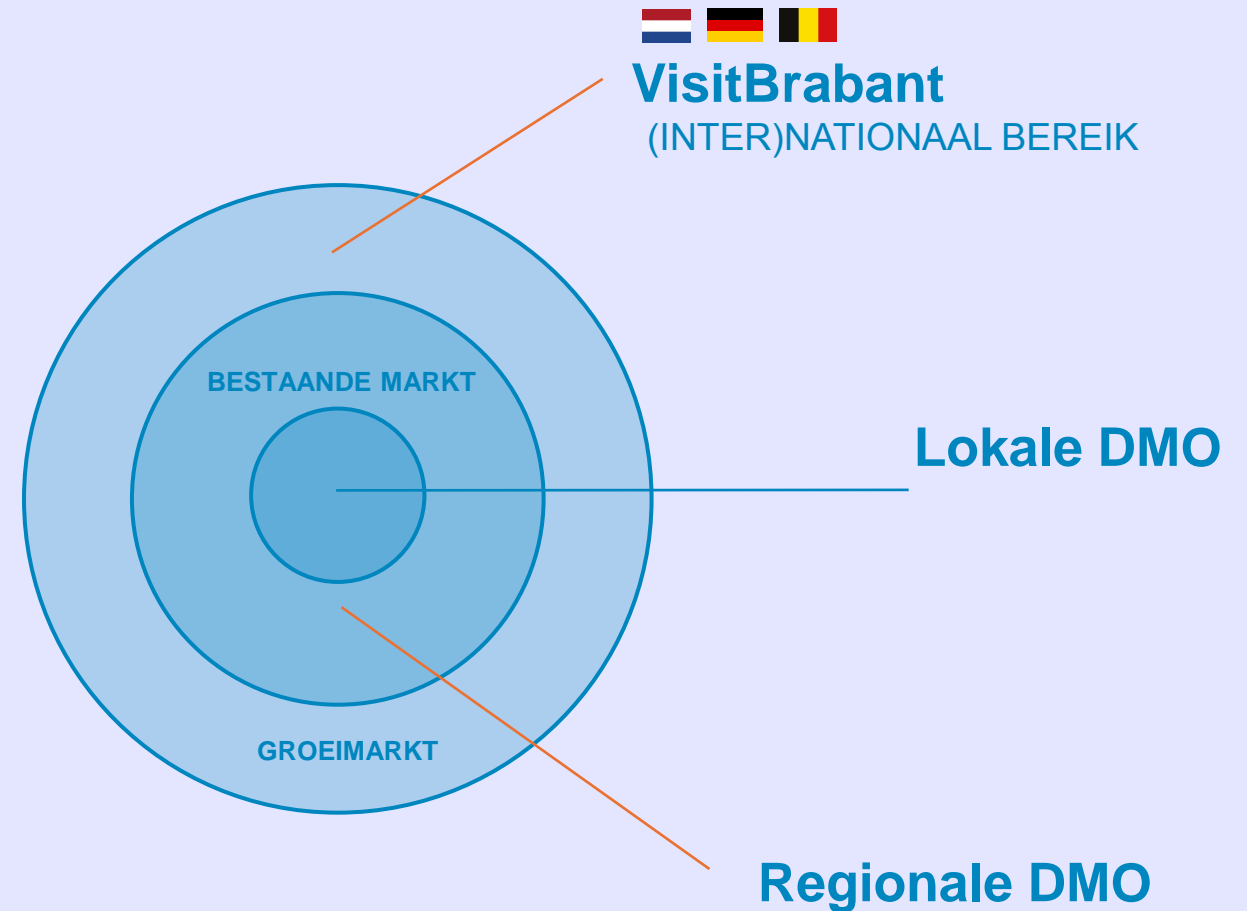 VisitBrabant
(INTER)NATIONAAL BEREIK
BESTAANDE MARKT
Lokale DMO
GROEIMARKT
Regionale DMO